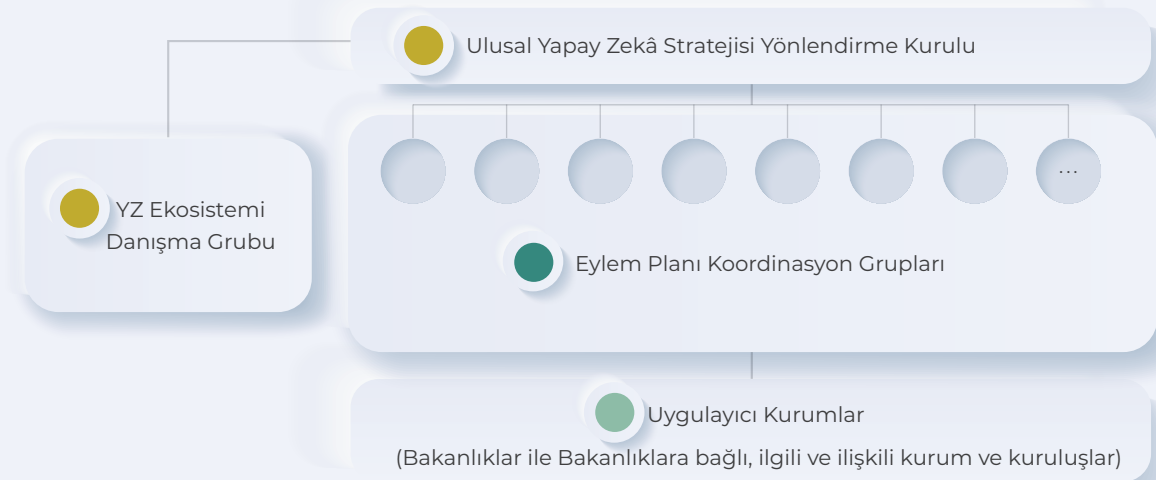 Ulusal Yapay Zekâ Stratejisi Yönlendirme Kurulu
YZ Ekosistemi
Danışma Grubu
...
Eylem Planı Koordinasyon Grupları
Uygulayıcı Kurumlar
(Bakanlıklar ile Bakanlıklara bağlı, ilgili ve ilişkili kurum ve kuruluşlar)